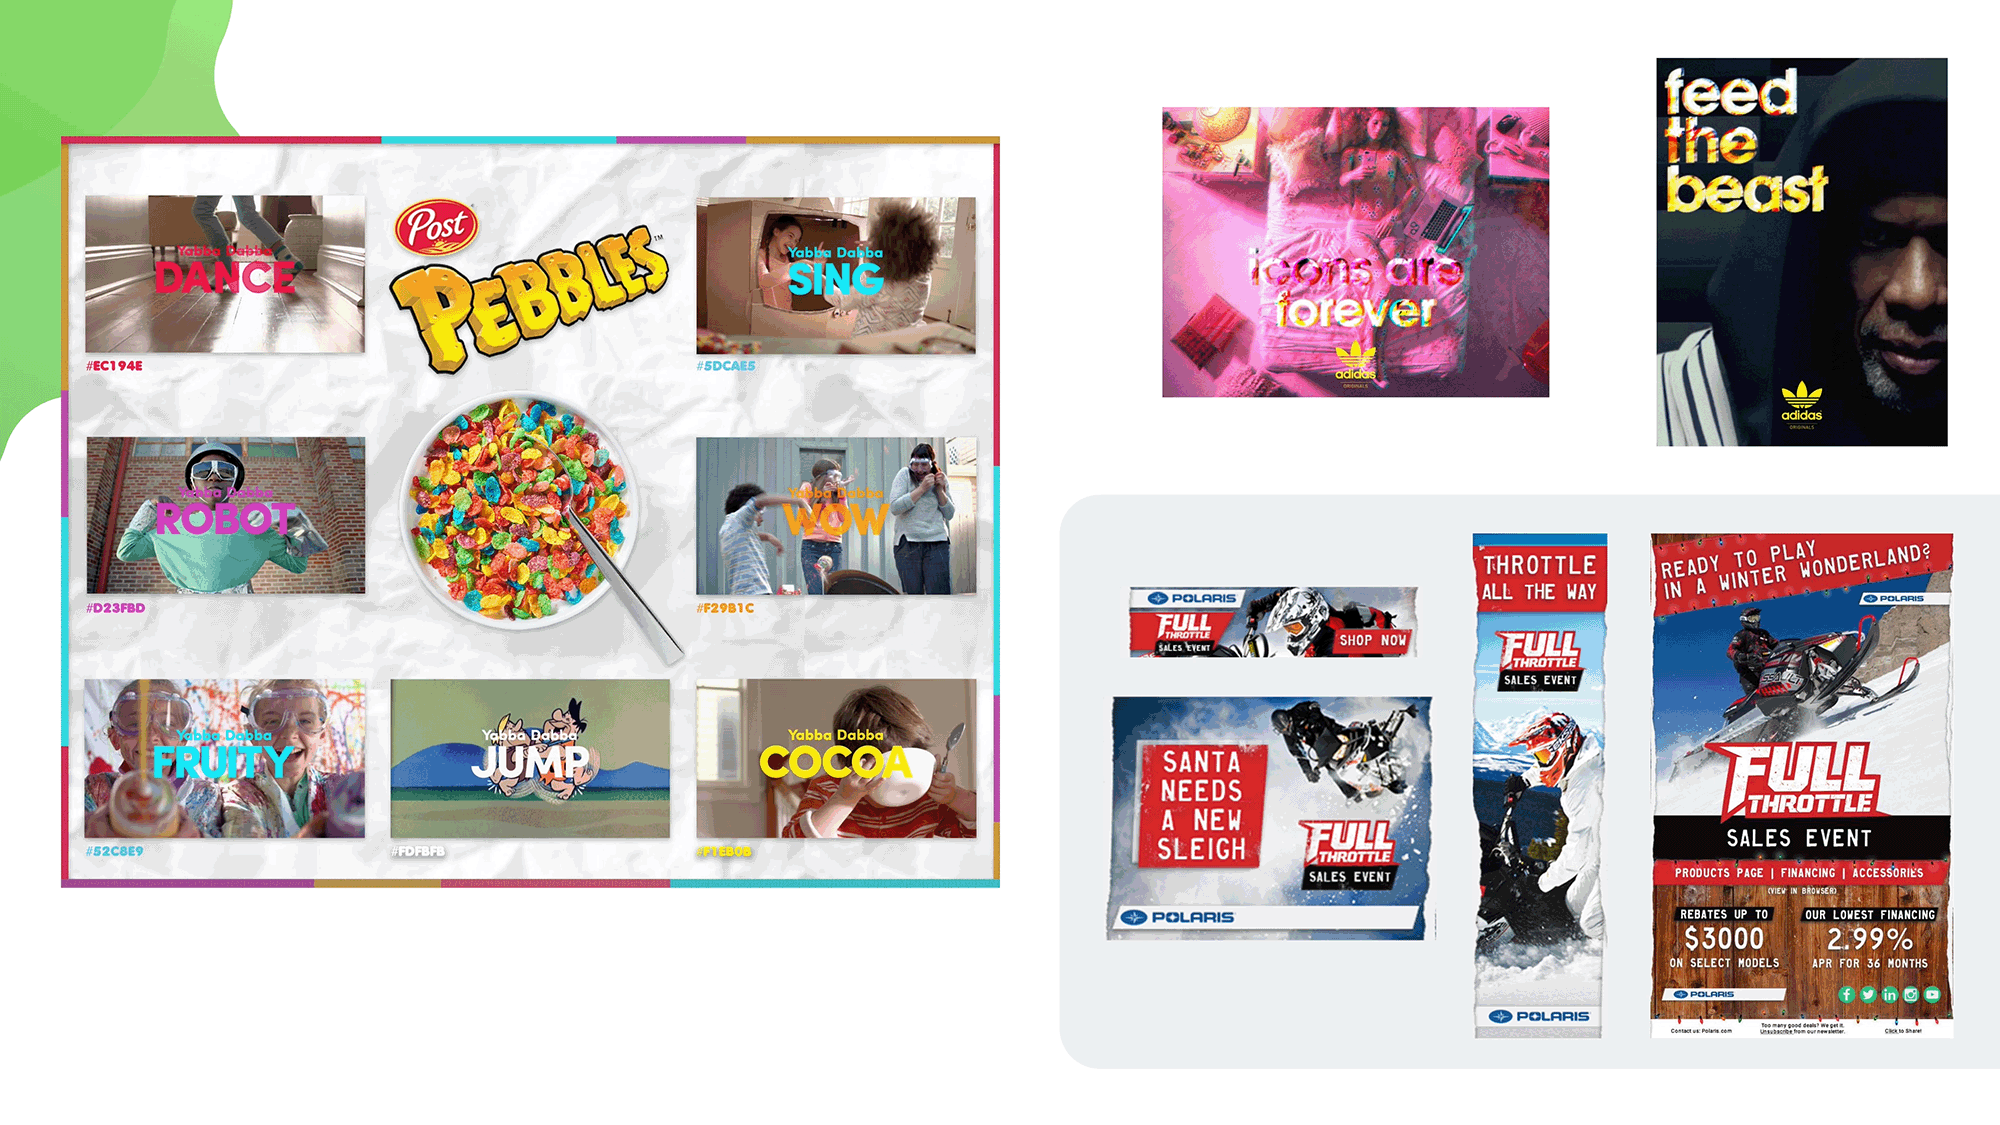 Post
PEBBLES™
Yabba Dabba
DANCE
#EC194E
Yabba Dabba
SING
#5DCAE5
Yabba Dabba
ROBOT
#D23FBD
Yabba Dabba
WOW
#F29B1C
Yabba Dabba
FRUITY
#52C8E9
Yabba Dabba
JUMP
#FDFBFB
Yabba Dabba
COCOA
#F1EB0B
icons are
forever
adidas
ORIGINALS
feed
the
beast
adidas
ORIGINALS
POLARIS
FULL
THROTTLE
SALES EVENT
SHOP NOW
SANTA
NEEDS
A NEW
SLEIGH
FULL
THROTTLE
SALES EVENT
POLARIS
THROTTLE
ALL THE WAY
FULL
THROTTLE
SALES EVENT
POLARIS
READY TO PLAY
IN A WINTER WONDERLAND?
POLARIS
ASSAULT
FULL
THROTTLE
SALES EVENT
PRODUCTS PAGE | FINANCING | ACCESSORIES
(VIEW IN BROWSER)
REBATES UP TO
$3000
ON SELECT MODELS
OUR LOWEST FINANCING
2.99%
APR FOR 36 MONTHS
POLARIS
Contact us: Polaris.com
Too many good deals? We get it.
Unsubscribe from our newsletter.
Click to Share!